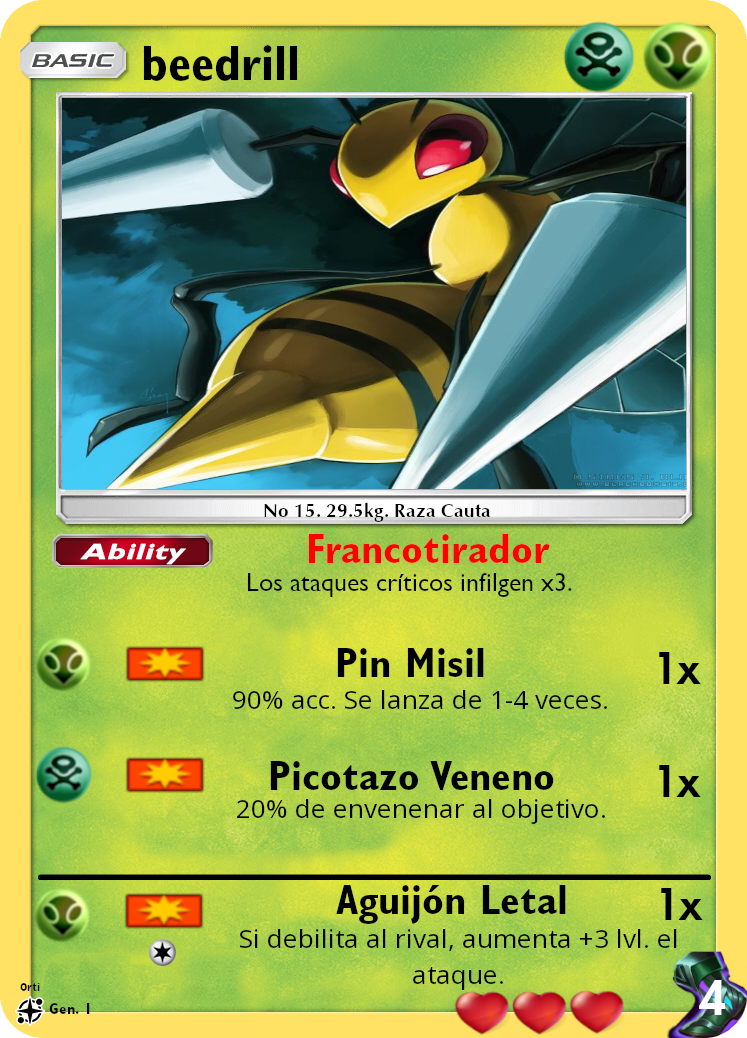 BASIC beedrill
No 15. 29.5kg. Raza Cauta
Ability Francotirador
Los ataques críticos infilgen x3.
Pin Misil 1x
90% acc. Se lanza de 1-4 veces.
Picotazo Veneno 1x
20% de envenenar al objetivo.
Aguijón Letal 1x
Si debilita al rival, aumenta +3 lvl. el
ataque.
4
Orti
Gen. 1